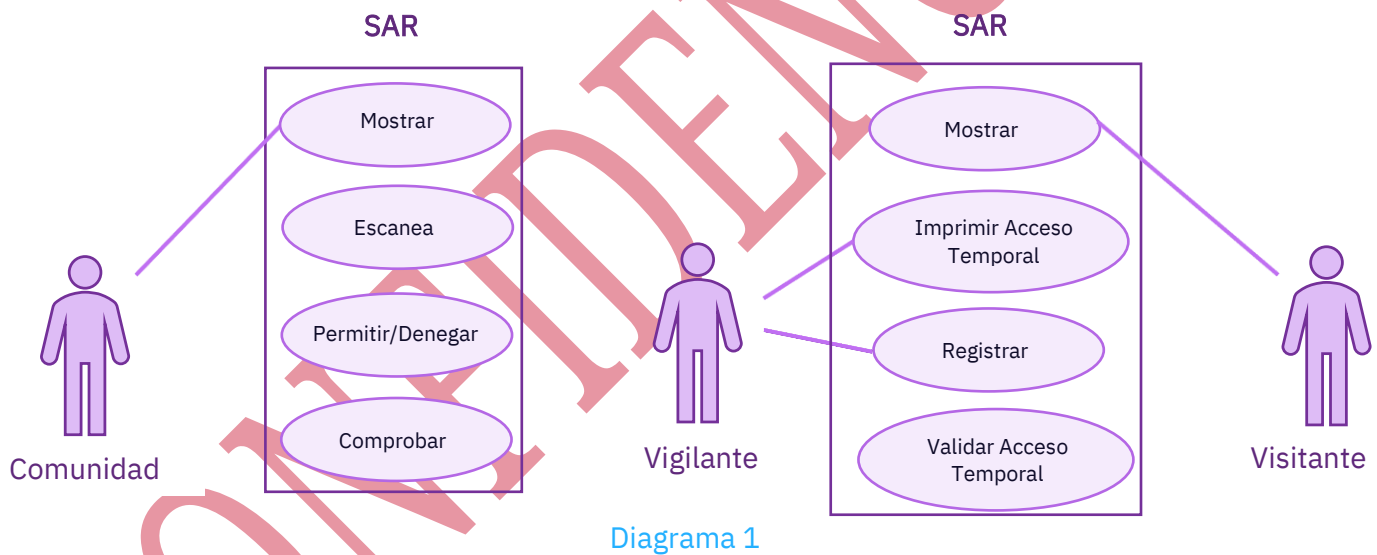 SAR
Mostrar
Escanea
Permitir/Denegar
Comprobar
Comunidad
Vigilante
SAR
Mostrar
Imprimir Acceso
Temporal
Registrar
Validar Acceso
Temporal
Visitante
Diagrama 1